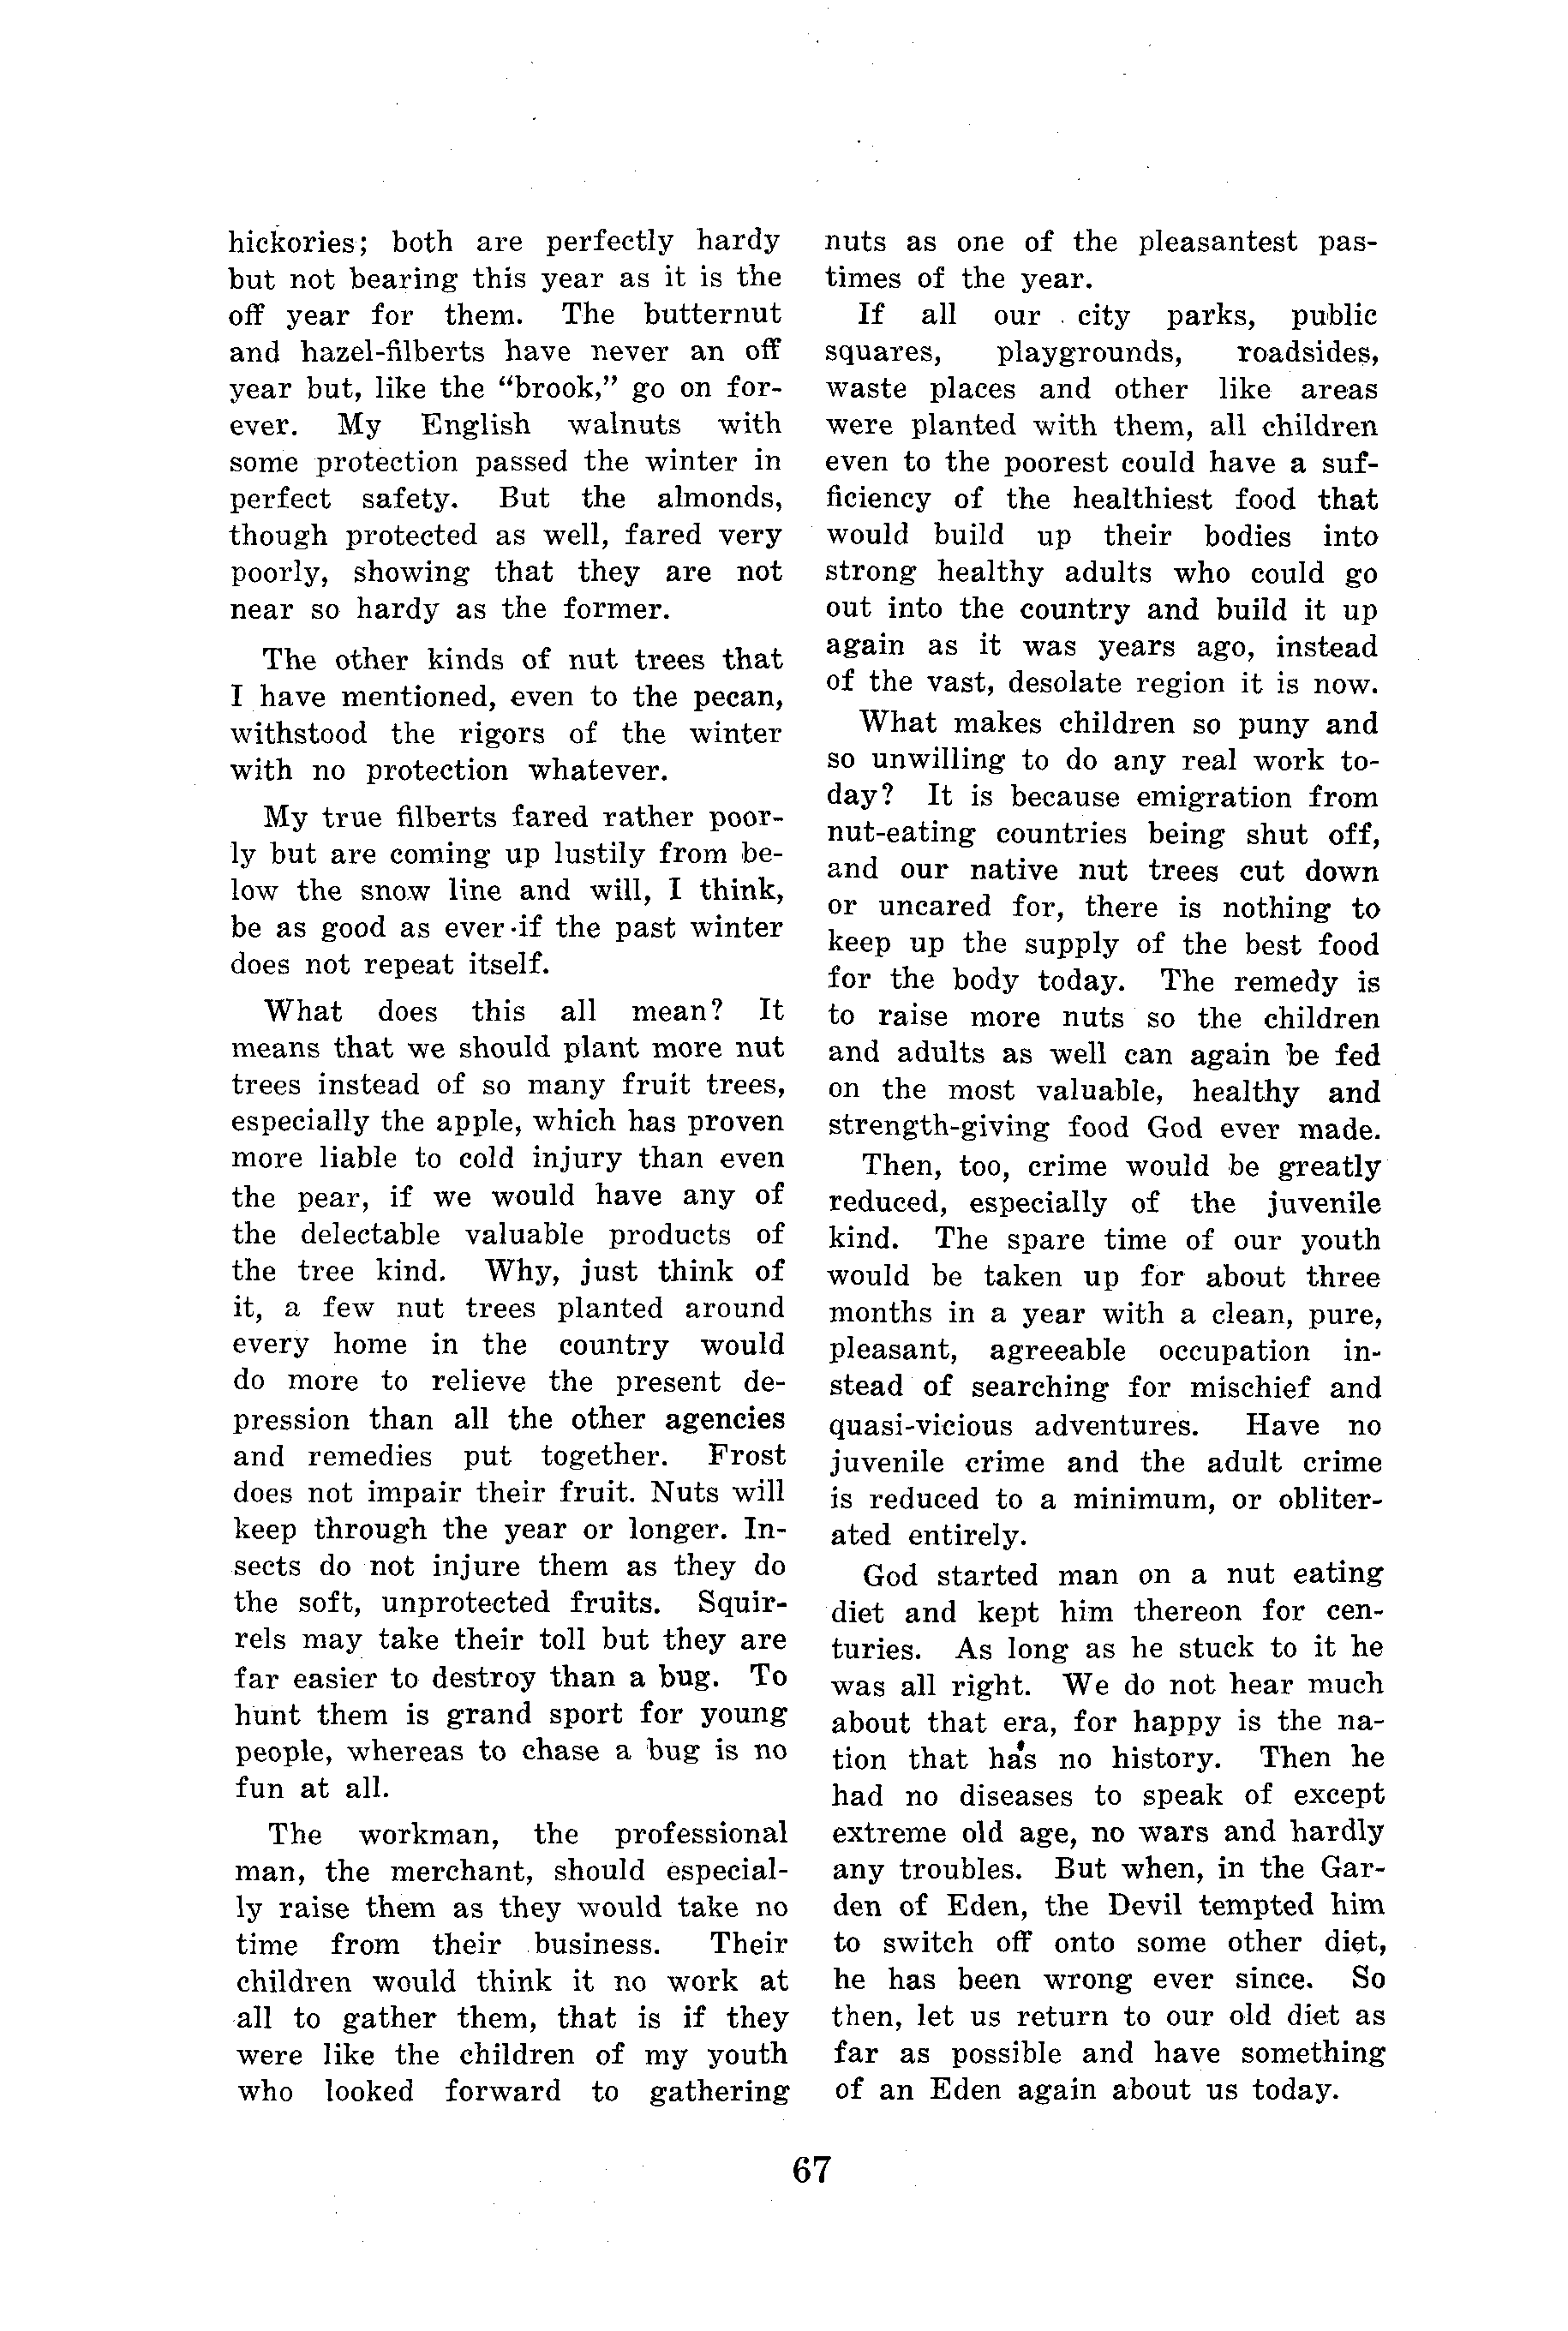 hickories; both are perfectly hardy
but not bearing this year as it is the
off year for them. The butternut
and hazel-filberts have never an off
year but, like the “brook,” go on for-
ever. My English walnuts with
some protection passed the winter in
perfect safety. But the almonds,
though protected as well, fared very
poorly, showing that they are not
near so hardy as the former.
The other kinds of nut trees that
I have mentioned, even to the pecan,
withstood the rigors of the winter
with no protection whatever.
My true filberts fared rather poor-
ly but are coming up lustily from be-
low the snow line and will, I think,
be as good as ever if the past winter
does not repeat itself.
What does this all mean? It
means that we should plant more nut
trees instead of so many fruit trees,
especially the apple, which has proven
more liable to cold injury than even
the pear, if we would have any of
the delectable valuable products of
the tree kind. Why, just think of
it, a few nut trees planted around
every home in the country would
do more to relieve the present de-
pression than all the other agencies
and remedies put together. Frost
does not impair their fruit. Nuts will
keep through the year or longer. In-
sects do not injure them as they do
the soft, unprotected fruits. Squir-
rels may take their toll but they are
far easier to destroy than a bug. To
hunt them is grand sport for young
people, whereas to chase a bug is no
fun at all.
The workman, the professional
man, the merchant, should especial-
ly raise them as they would take no
time from their business. Their
children would think it no work at
all to gather them, that is if they
were like the children of my youth
who looked forward to gathering
nuts as one of the pleasantest pas-
times of the year.
If all our city parks, public
squares, playgrounds, roadsides,
waste places and other like areas
were planted with them, all children
even to the poorest could have a suf-
ficiency of the healthiest food that
would build up their bodies into
strong healthy adults who could go
out into the country and build it up
again as it was years ago, instead
of the vast, desolate region it is now.
What makes children so puny and
so unwilling to do any real work to-
day? It is because emigration from
nut-eating countries being shut off,
and our native nut trees cut down
or uncared for, there is nothing to
keep up the supply of the best food
for the body today. The remedy is
to raise more nuts so the children
and adults as well can again be fed
on the most valuable, healthy and
strength-giving food God ever made.
Then, too, crime would be greatly
reduced, especially of the juvenile
kind. The spare time of our youth
would be taken up for about three
months in a year with a clean, pure,
pleasant, agreeable occupation in-
stead of searching for mischief and
quasi-vicious adventures. Have no
juvenile crime and the adult crime
is reduced to a minimum, or obliter-
ated entirely.
God started man on a nut eating
diet and kept him thereon for cen-
turies. As long as he stuck to it he
was all right. We do not hear much
about that era, for happy is the na-
tion that has no history. Then he
had no diseases to speak of except
extreme old age, no wars and hardly
any troubles. But when, in the Gar-
den of Eden, the Devil tempted him
to switch off onto some other diet,
he has been wrong ever since. So
then, let us return to our old diet as
far as possible and have something
of an Eden again about us today.
67